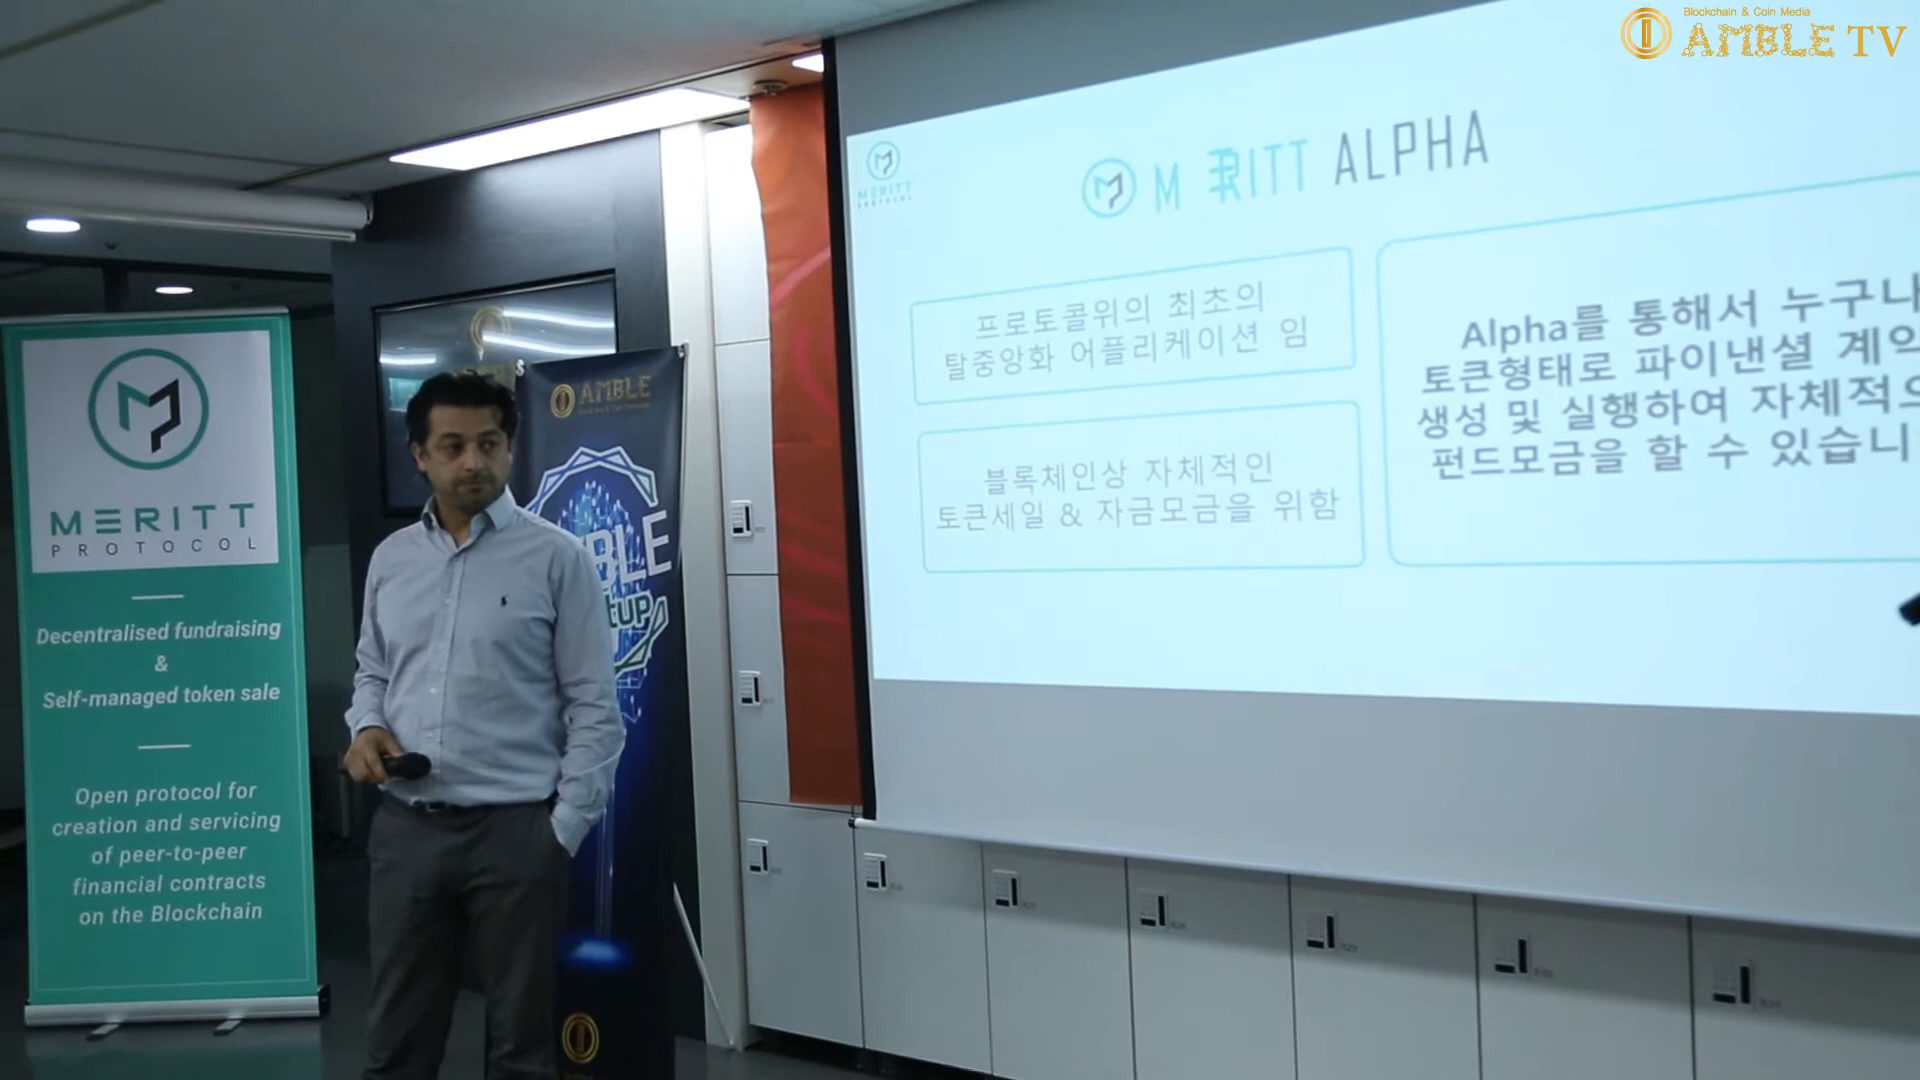 Blockchain & Coin Media
AMBLE TV
MERITT
PROTOCOL
MERITT ALPHA
프로토콜위의 최초의
탈중앙화 어플리케이션 임
블록체인상 자체적인
토큰세일 & 자금모금을 위함
Alpha를 통해서 누구나
토큰형태로 파이낸셜 계약
생성 및 실행하여 자체적으
펀드모금을 할 수 있습니
MERITT
PROTOCOL
Decentralised fundraising
&
Self-managed token sale
Open protocol for
creation and servicing
of peer-to-peer
financial contracts
on the Blockchain
AMBLE
BLE
tup